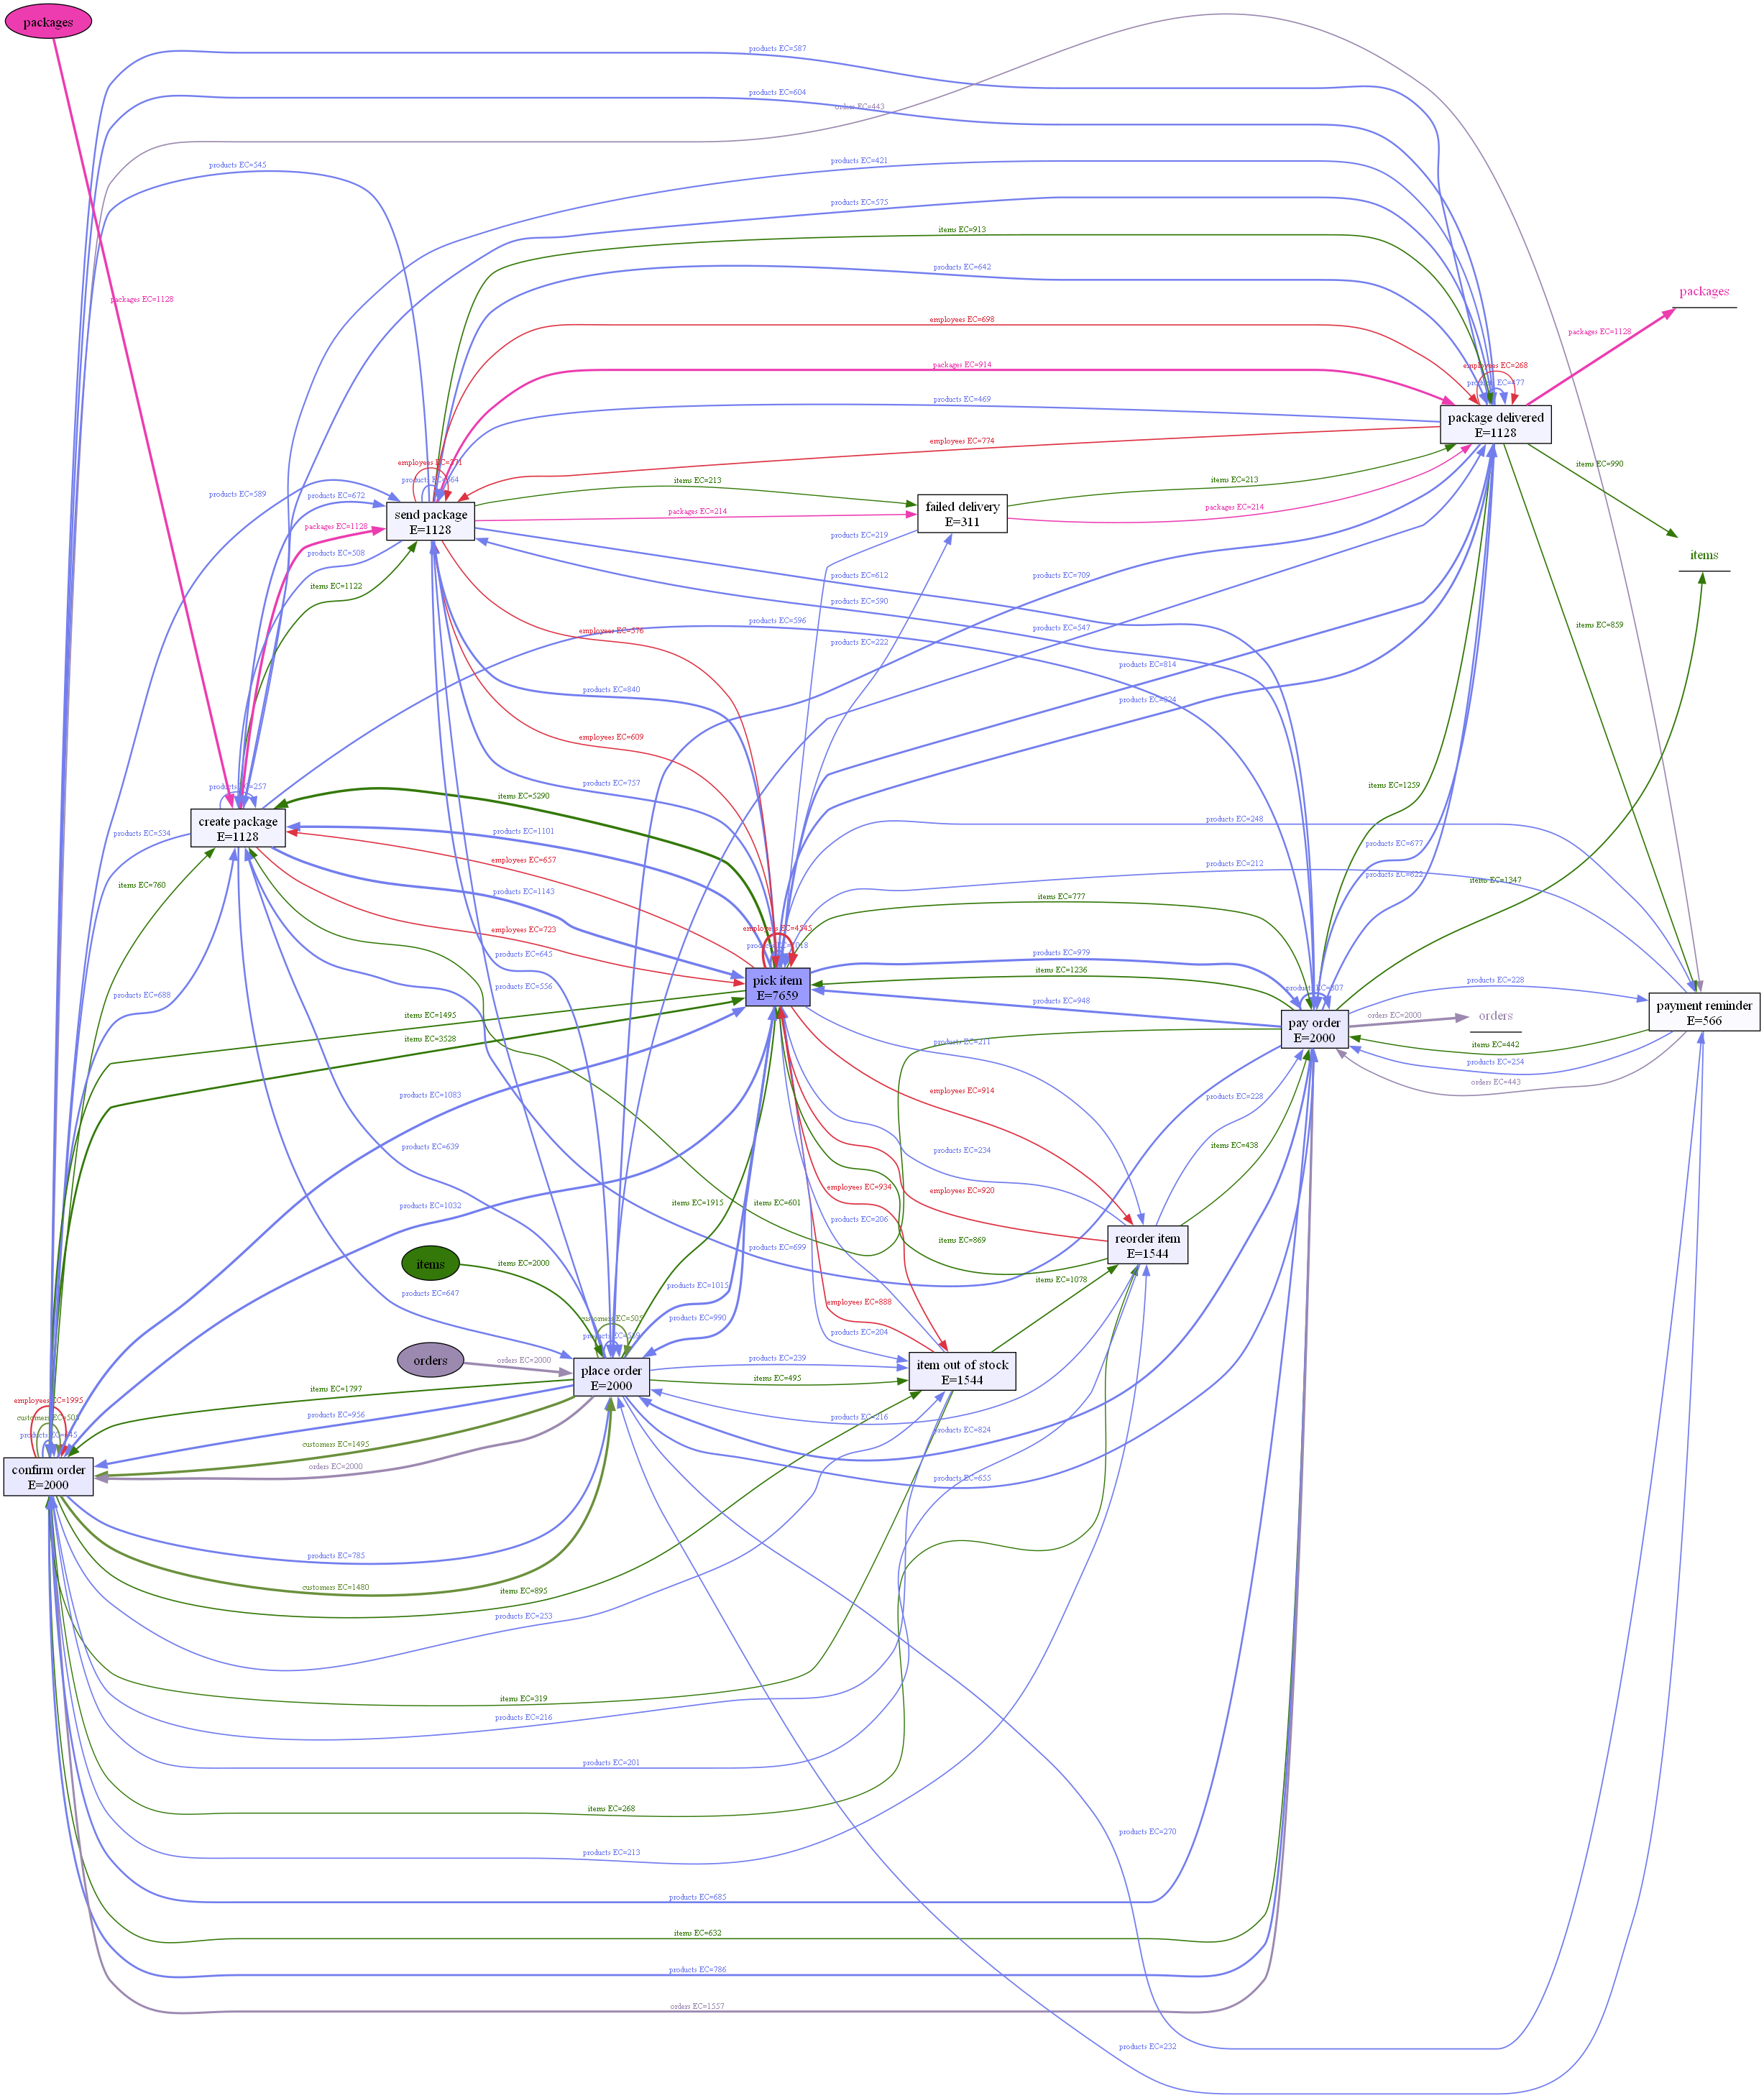 packages
products EC=587
products EC=604
orders EC=443
products EC=545
products EC=421
products EC=575
items EC=913
products EC=642
packages EC=1128
packages
employees EC=698
packages EC=1128
packages EC=914
employees EC=268
products EC=477
products EC=469
package delivered
E=1128
employees EC=774
employees EC=371
items EC=990
products EC=589
products EC=672
items EC=213
failed delivery
E=311
send package
E=1128
packages EC=214
items EC=213
packages EC=214
packages EC=1128
products EC=508
products EC=219
items
items EC=1122
products EC=612
products EC=709
products EC=590
products EC=596
products EC=547
items EC=859
employees EC=576
products EC=222
products EC=814
products EC=840
products EC=824
employees EC=609
products EC=757
items EC=1259
products EC=257
items EC=5290
create package
E=1128
products EC=1101
products EC=248
products EC=534
products EC=677
employees EC=657
products EC=212
products EC=622
items EC=760
products EC=1143
items EC=1347
items EC=777
employees EC=723
employees EC=4545
products EC=979
items EC=1236
pick item
E=7659
products EC=948
products EC=688
products EC=228
payment reminder
E=566
items EC=1495
pay order
E=2000
orders EC=2000
orders
items EC=3528
products EC=211
items EC=442
products EC=254
orders EC=443
products EC=1083
employees EC=914
products EC=228
products EC=639
products EC=234
items EC=438
products EC=1032
items EC=1915
items EC=601
employees EC=934
employees EC=920
products EC=206
items EC=869
reorder item
E=1544
products EC=699
items
items EC=2000
products EC=647
products EC=1015
products EC=645
products EC=556
items EC=1078
employees EC=888
customers EC=505
products EC=990
products EC=204
orders
orders EC=2000
place order
E=2000
products EC=239
items EC=495
item out of stock
E=1544
items EC=1797
employees EC=1995
products EC=956
products EC=216
products EC=824
customers EC=1495
orders EC=2000
confirm order
E=2000
products EC=655
products EC=785
customers EC=1480
items EC=895
products EC=253
items EC=319
products EC=216
products EC=201
items EC=268
products EC=270
products EC=213
products EC=685
items EC=632
products EC=786
orders EC=1557
products EC=232